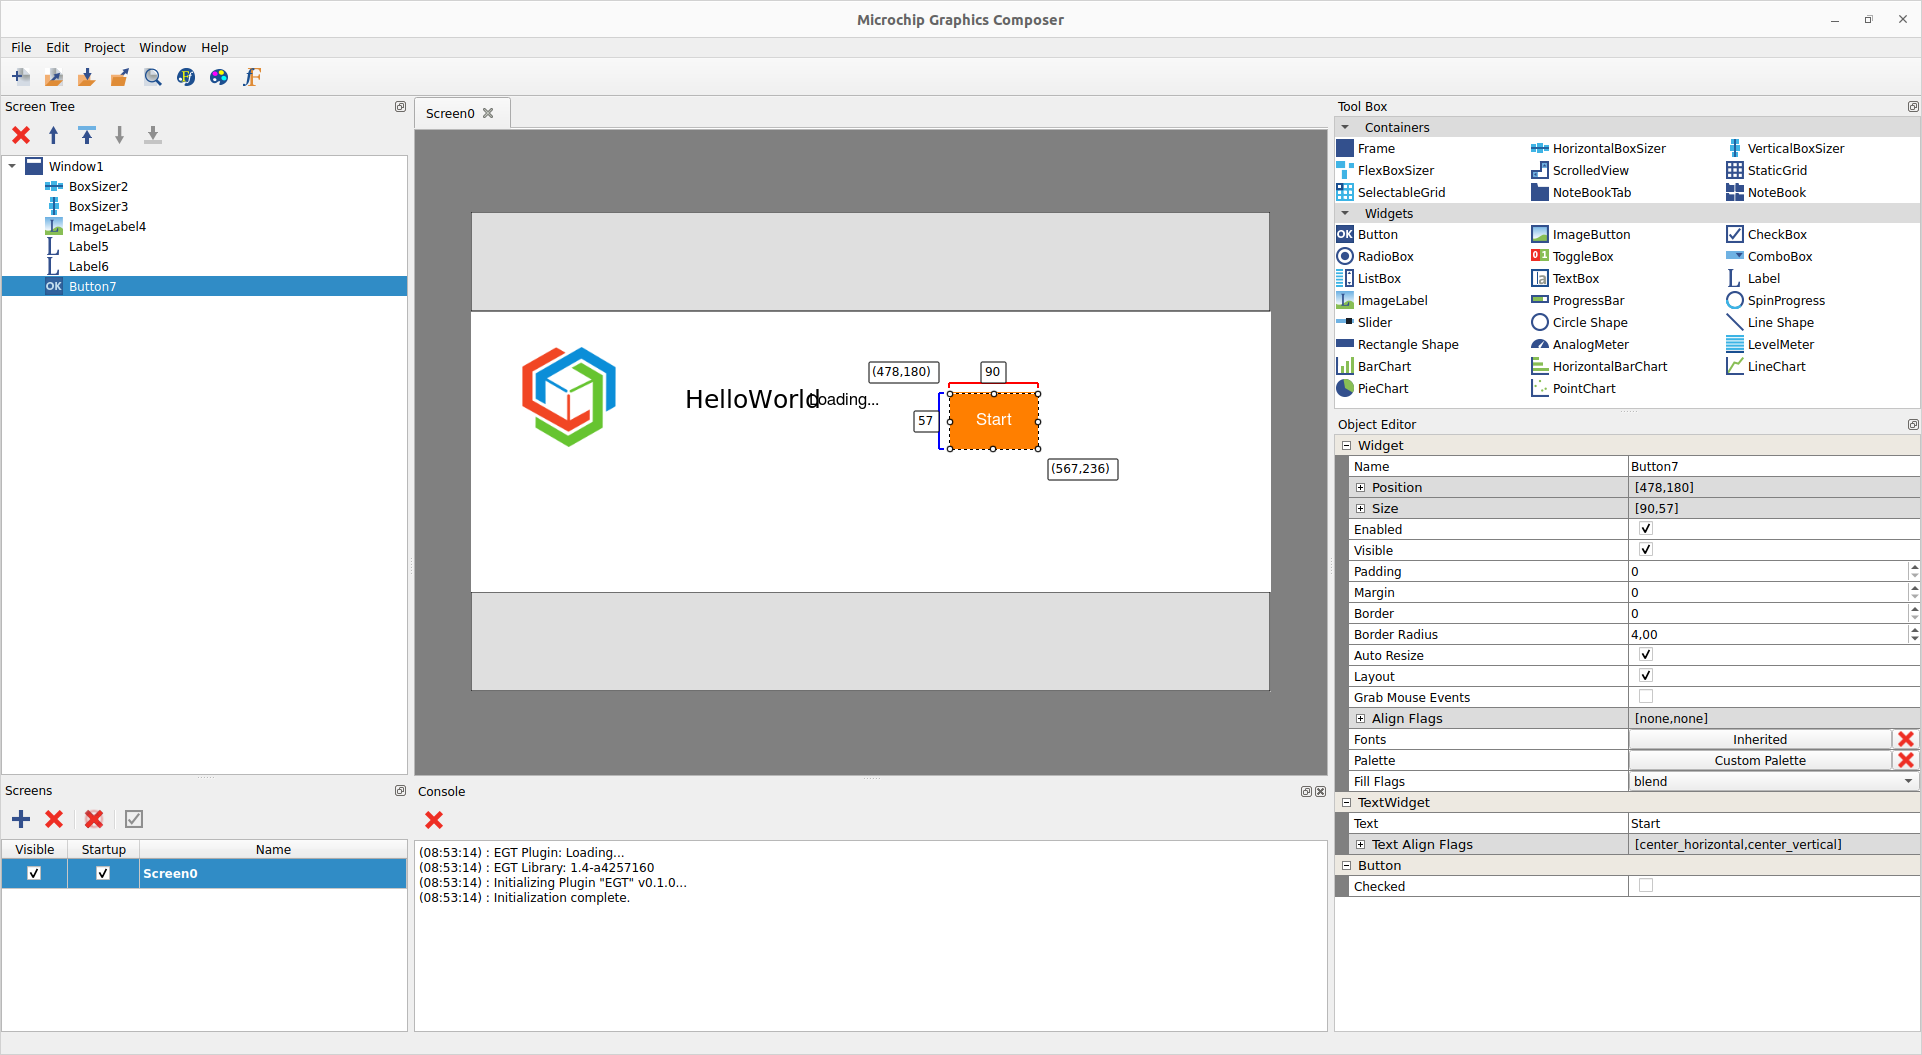 Microchip Graphics Composer
File Edit Project Window Help
Screen Tree
Window1
BoxSizer2
BoxSizer3
ImageLabel4
Label5
Label6
OK Button7
Screens
Visible Startup Name
Screen0
Screen0
HelloWorld
Loading...
(478,180)
90
57
Start
(567,236)
Console
(08:53:14) : EGT Plugin: Loading...
(08:53:14) : EGT Library: 1.4-a4257160
(08:53:14) : Initializing Plugin "EGT" v0.1.0...
(08:53:14) : Initialization complete.
Tool Box
Containers
Frame HorizontalBoxSizer VerticalBoxSizer
FlexBoxSizer ScrolledView StaticGrid
SelectableGrid NoteBookTab NoteBook
Widgets
OK Button ImageButton CheckBox
RadioBox 0 1 ToggleBox ComboBox
ListBox TextBox Label
ImageLabel ProgressBar SpinProgress
Slider Circle Shape Line Shape
Rectangle Shape AnalogMeter LevelMeter
BarChart HorizontalBarChart LineChart
PieChart PointChart
Object Editor
Widget
Name Button7
Position [478,180]
Size [90,57]
Enabled
Visible
Padding 0
Margin 0
Border 0
Border Radius 4,00
Auto Resize
Layout
Grab Mouse Events
Align Flags [none,none]
Fonts Inherited
Palette Custom Palette
Fill Flags blend
TextWidget
Text Start
Text Align Flags [center_horizontal,center_vertical]
Button
Checked